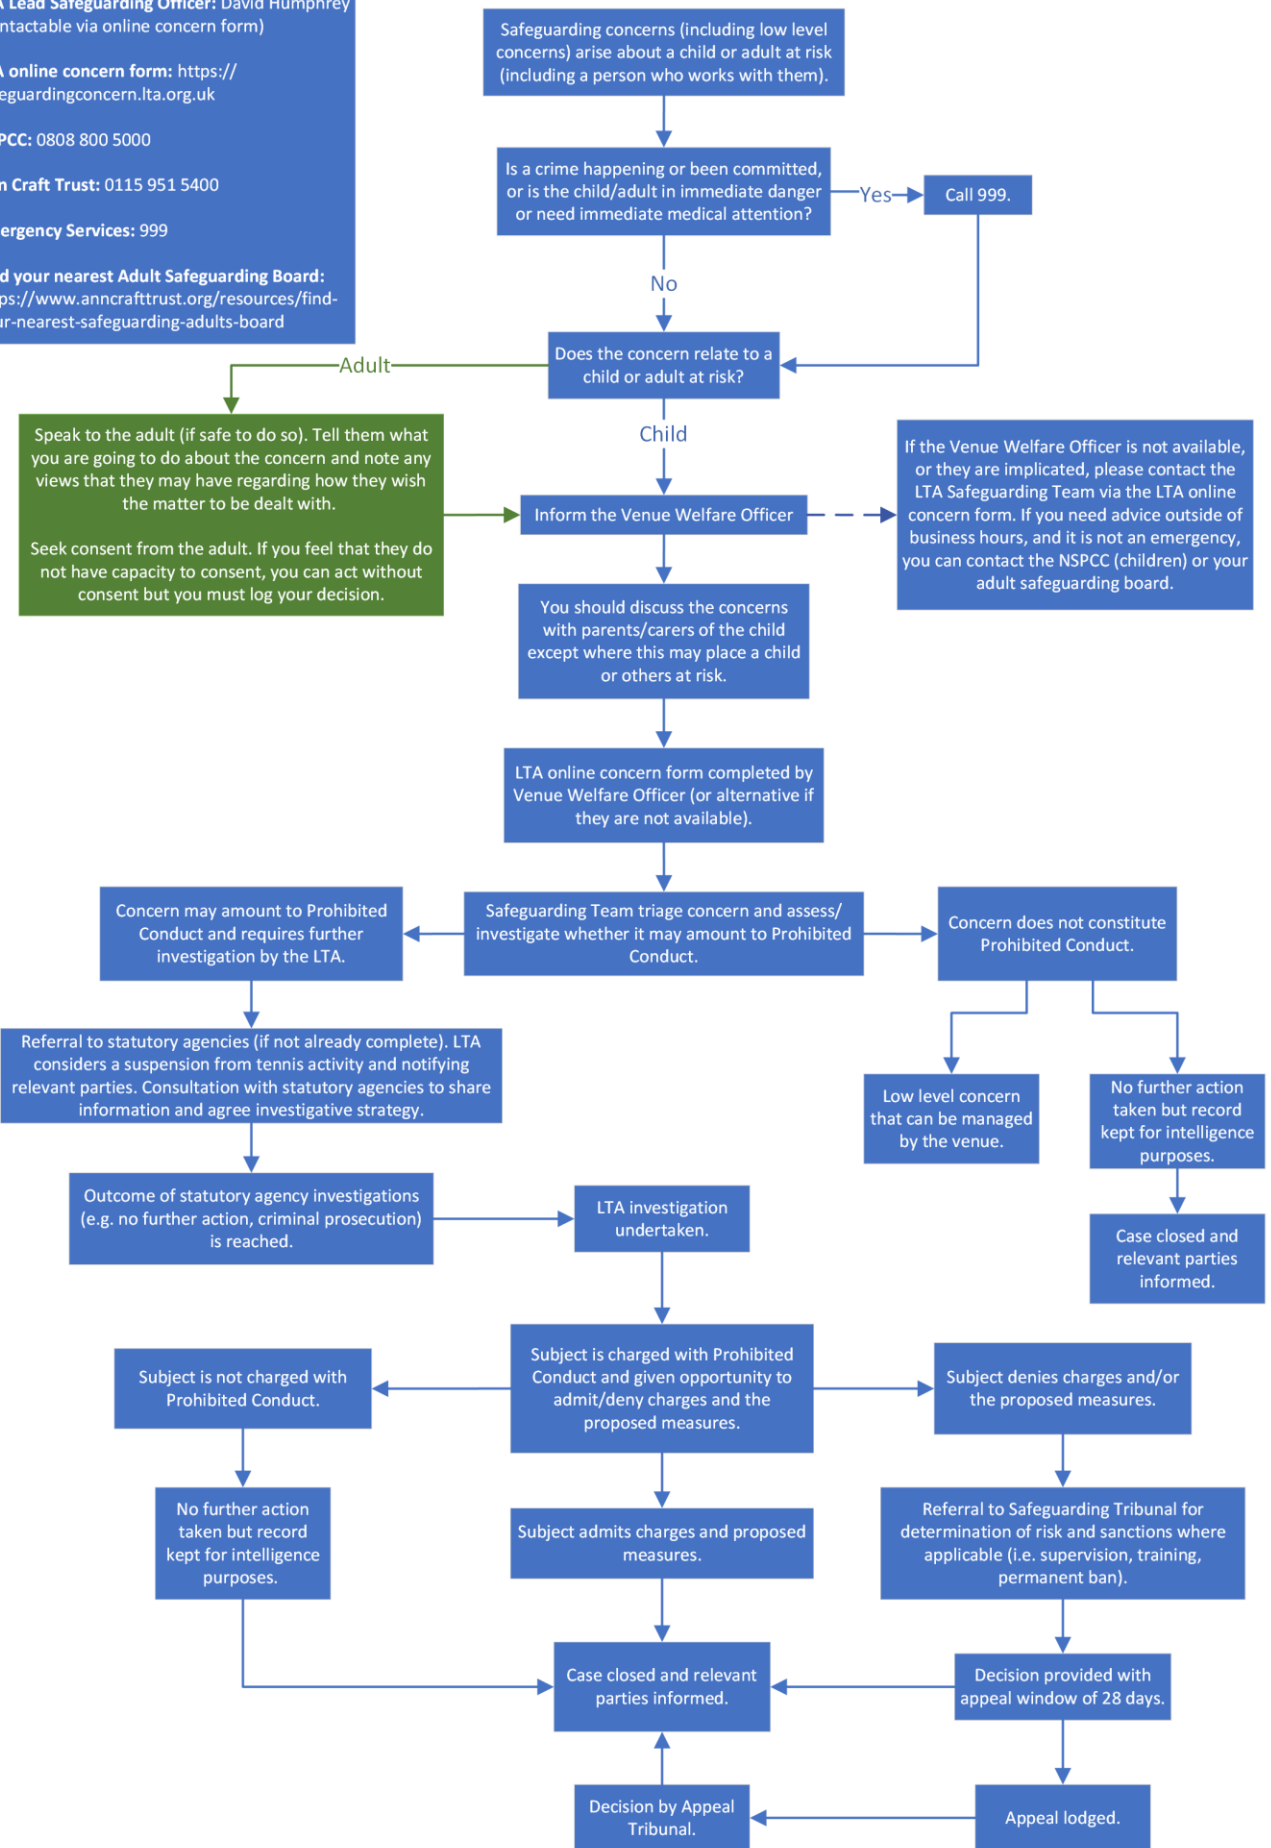 Lead Safeguarding Officer: David Humphrey
contactable via online concern form)
online concern form: https://
safeguardingconcern.lta.org.uk
0808 800 5000
Craft Trust: 0115 951 5400
Services: 999
your nearest Adult Safeguarding Board:
https://www.anncrafttrust.org/resources/find-
your-nearest-safeguarding-adults-board
Safeguarding concerns (including low level
concerns) arise about a child or adult at risk
(including a person who works with them).
Is a crime happening or been committed,
or is the child/adult in immediate danger
or need immediate medical attention?
Yes
Call 999.
No
Does the concern relate to a
child or adult at risk?
Adult
Child
Speak to the adult (if safe to do so). Tell them what
you are going to do about the concern and note any
views that they may have regarding how they wish
the matter to be dealt with.
Seek consent from the adult. If you feel that they do
not have capacity to consent, you can act without
consent but you must log your decision.
Inform the Venue Welfare Officer
If the Venue Welfare Officer is not available,
or they are implicated, please contact the
LTA Safeguarding Team via the LTA online
concern form. If you need advice outside of
business hours, and it is not an emergency,
you can contact the NSPCC (children) or your
adult safeguarding board.
You should discuss the concerns
with parents/carers of the child
except where this may place a child
or others at risk.
LTA online concern form completed by
Venue Welfare Officer (or alternative if
they are not available).
Concern may amount to Prohibited
Conduct and requires further
investigation by the LTA.
Safeguarding Team triage concern and assess/
investigate whether it may amount to Prohibited
Conduct.
Concern does not constitute
Prohibited Conduct.
Referral to statutory agencies (if not already complete). LTA
considers a suspension from tennis activity and notifying
relevant parties. Consultation with statutory agencies to share
information and agree investigative strategy.
Low level concern
that can be managed
by the venue.
No further action
taken but record
kept for intelligence
purposes.
Outcome of statutory agency investigations
(e.g. no further action, criminal prosecution)
is reached.
LTA investigation
undertaken.
Case closed and
relevant parties
informed.
Subject is not charged with
Prohibited Conduct.
Subject is charged with Prohibited
Conduct and given opportunity to
admit/deny charges and the
proposed measures.
Subject denies charges and/or
the proposed measures.
No further action
taken but record
kept for intelligence
purposes.
Subject admits charges and proposed
measures.
Referral to Safeguarding Tribunal for
determination of risk and sanctions where
applicable (i.e. supervision, training,
permanent ban).
Case closed and relevant
parties informed.
Decision provided with
appeal window of 28 days.
Decision by Appeal
Tribunal.
Appeal lodged.